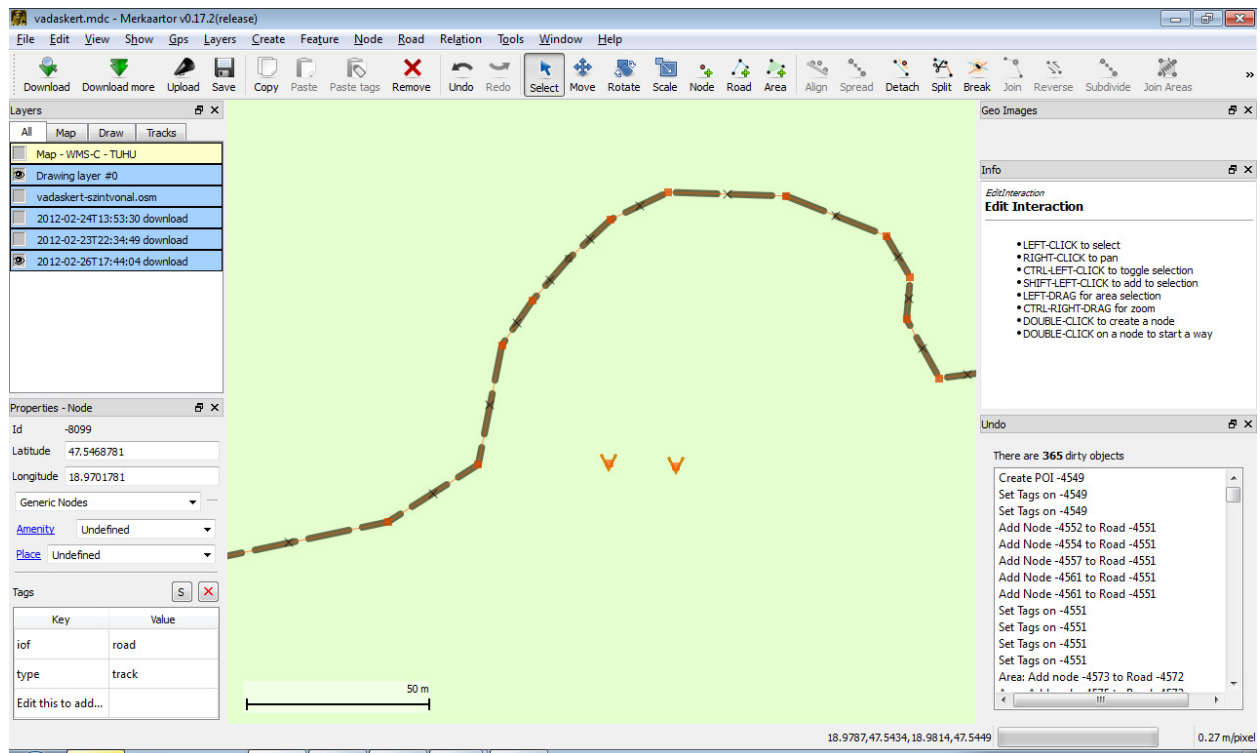 vadaskert.mdc - Merkaartor v0.17.2(release)
File Edit View Show Gps Layers Create Feature Node Road Relation Tools Window Help
Download Download more Upload Save Copy Paste Paste tags Remove Undo Redo Select Move Rotate Scale Node Road Area Align Spread Detach Split Break Join Reverse Subdivide Join Areas »
Layers
All Map Draw Tracks
Map - WMS-C - TUHU
Drawing layer #0
vadaskert-szintvonal.osm
2012-02-24T13:53:30 download
2012-02-23T22:34:49 download
2012-02-26T17:44:04 download
Properties - Node
Id -8099
Latitude 47.5468781
Longitude 18.9701781
Generic Nodes
Amenity Undefined
Place Undefined
Tags S
Key Value
iof road
type track
Edit this to add...
50 m
Geo Images
Info
EditInteraction
Edit Interaction
•LEFT-CLICK to select
•RIGHT-CLICK to pan
•CTRL-LEFT-CLICK to toggle selection
•SHIFT-LEFT-CLICK to add to selection
•LEFT-DRAG for area selection
•CTRL-RIGHT-DRAG for zoom
•DOUBLE-CLICK to create a node
•DOUBLE-CLICK on a node to start a way
Undo
There are 365 dirty objects
Create POI -4549
Set Tags on -4549
Set Tags on -4549
Add Node -4552 to Road -4551
Add Node -4554 to Road -4551
Add Node -4557 to Road -4551
Add Node -4561 to Road -4551
Add Node -4561 to Road -4551
Set Tags on -4551
Set Tags on -4551
Set Tags on -4551
Set Tags on -4551
Area: Add node -4573 to Road -4572
18.9787,47.5434,18.9814,47.5449
0.27 m/pixel